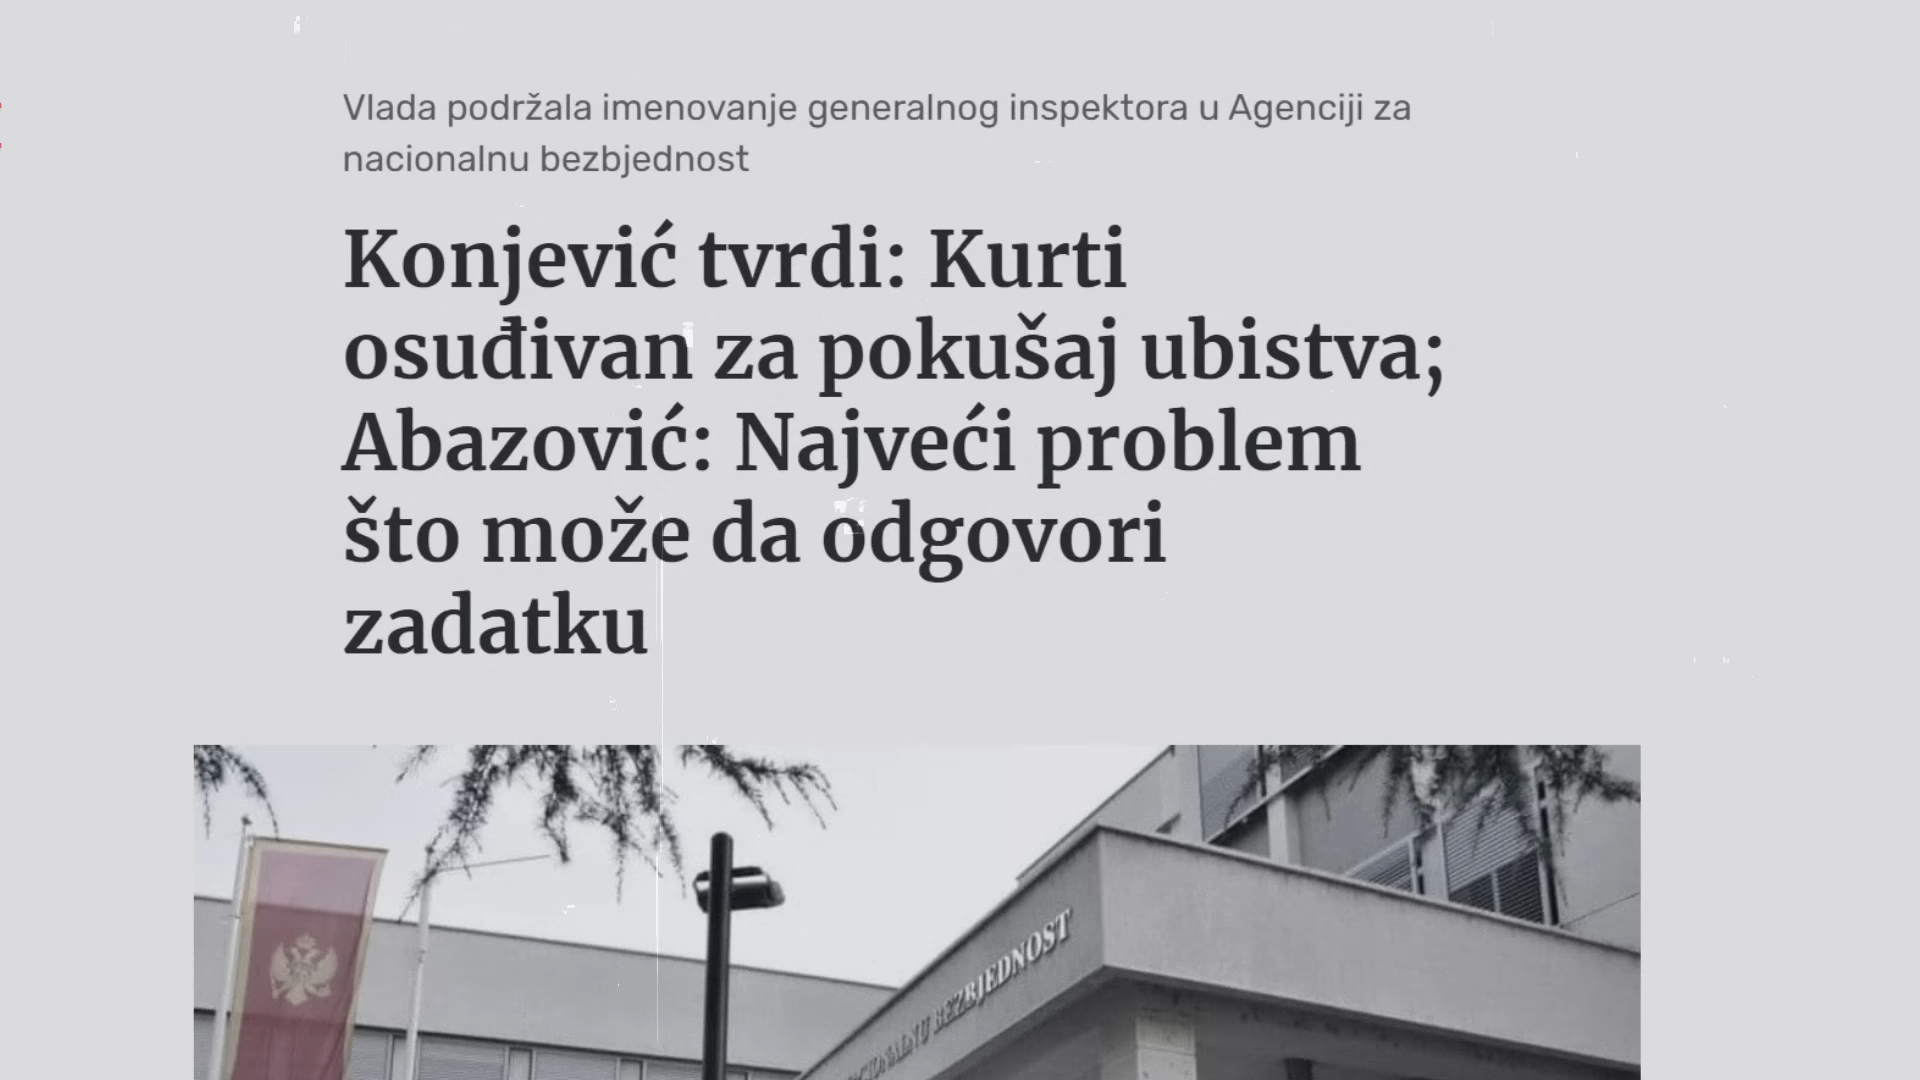 Vlada podržala imenovanje generalnog inspektora u Agenciji za
nacionalnu bezbjednost
Konjević tvrdi: Kurti
osuđivan za pokušaj ubistva;
Abazović: Najveći problem
što može da odgovori
zadatku
BEZBJEDNOST